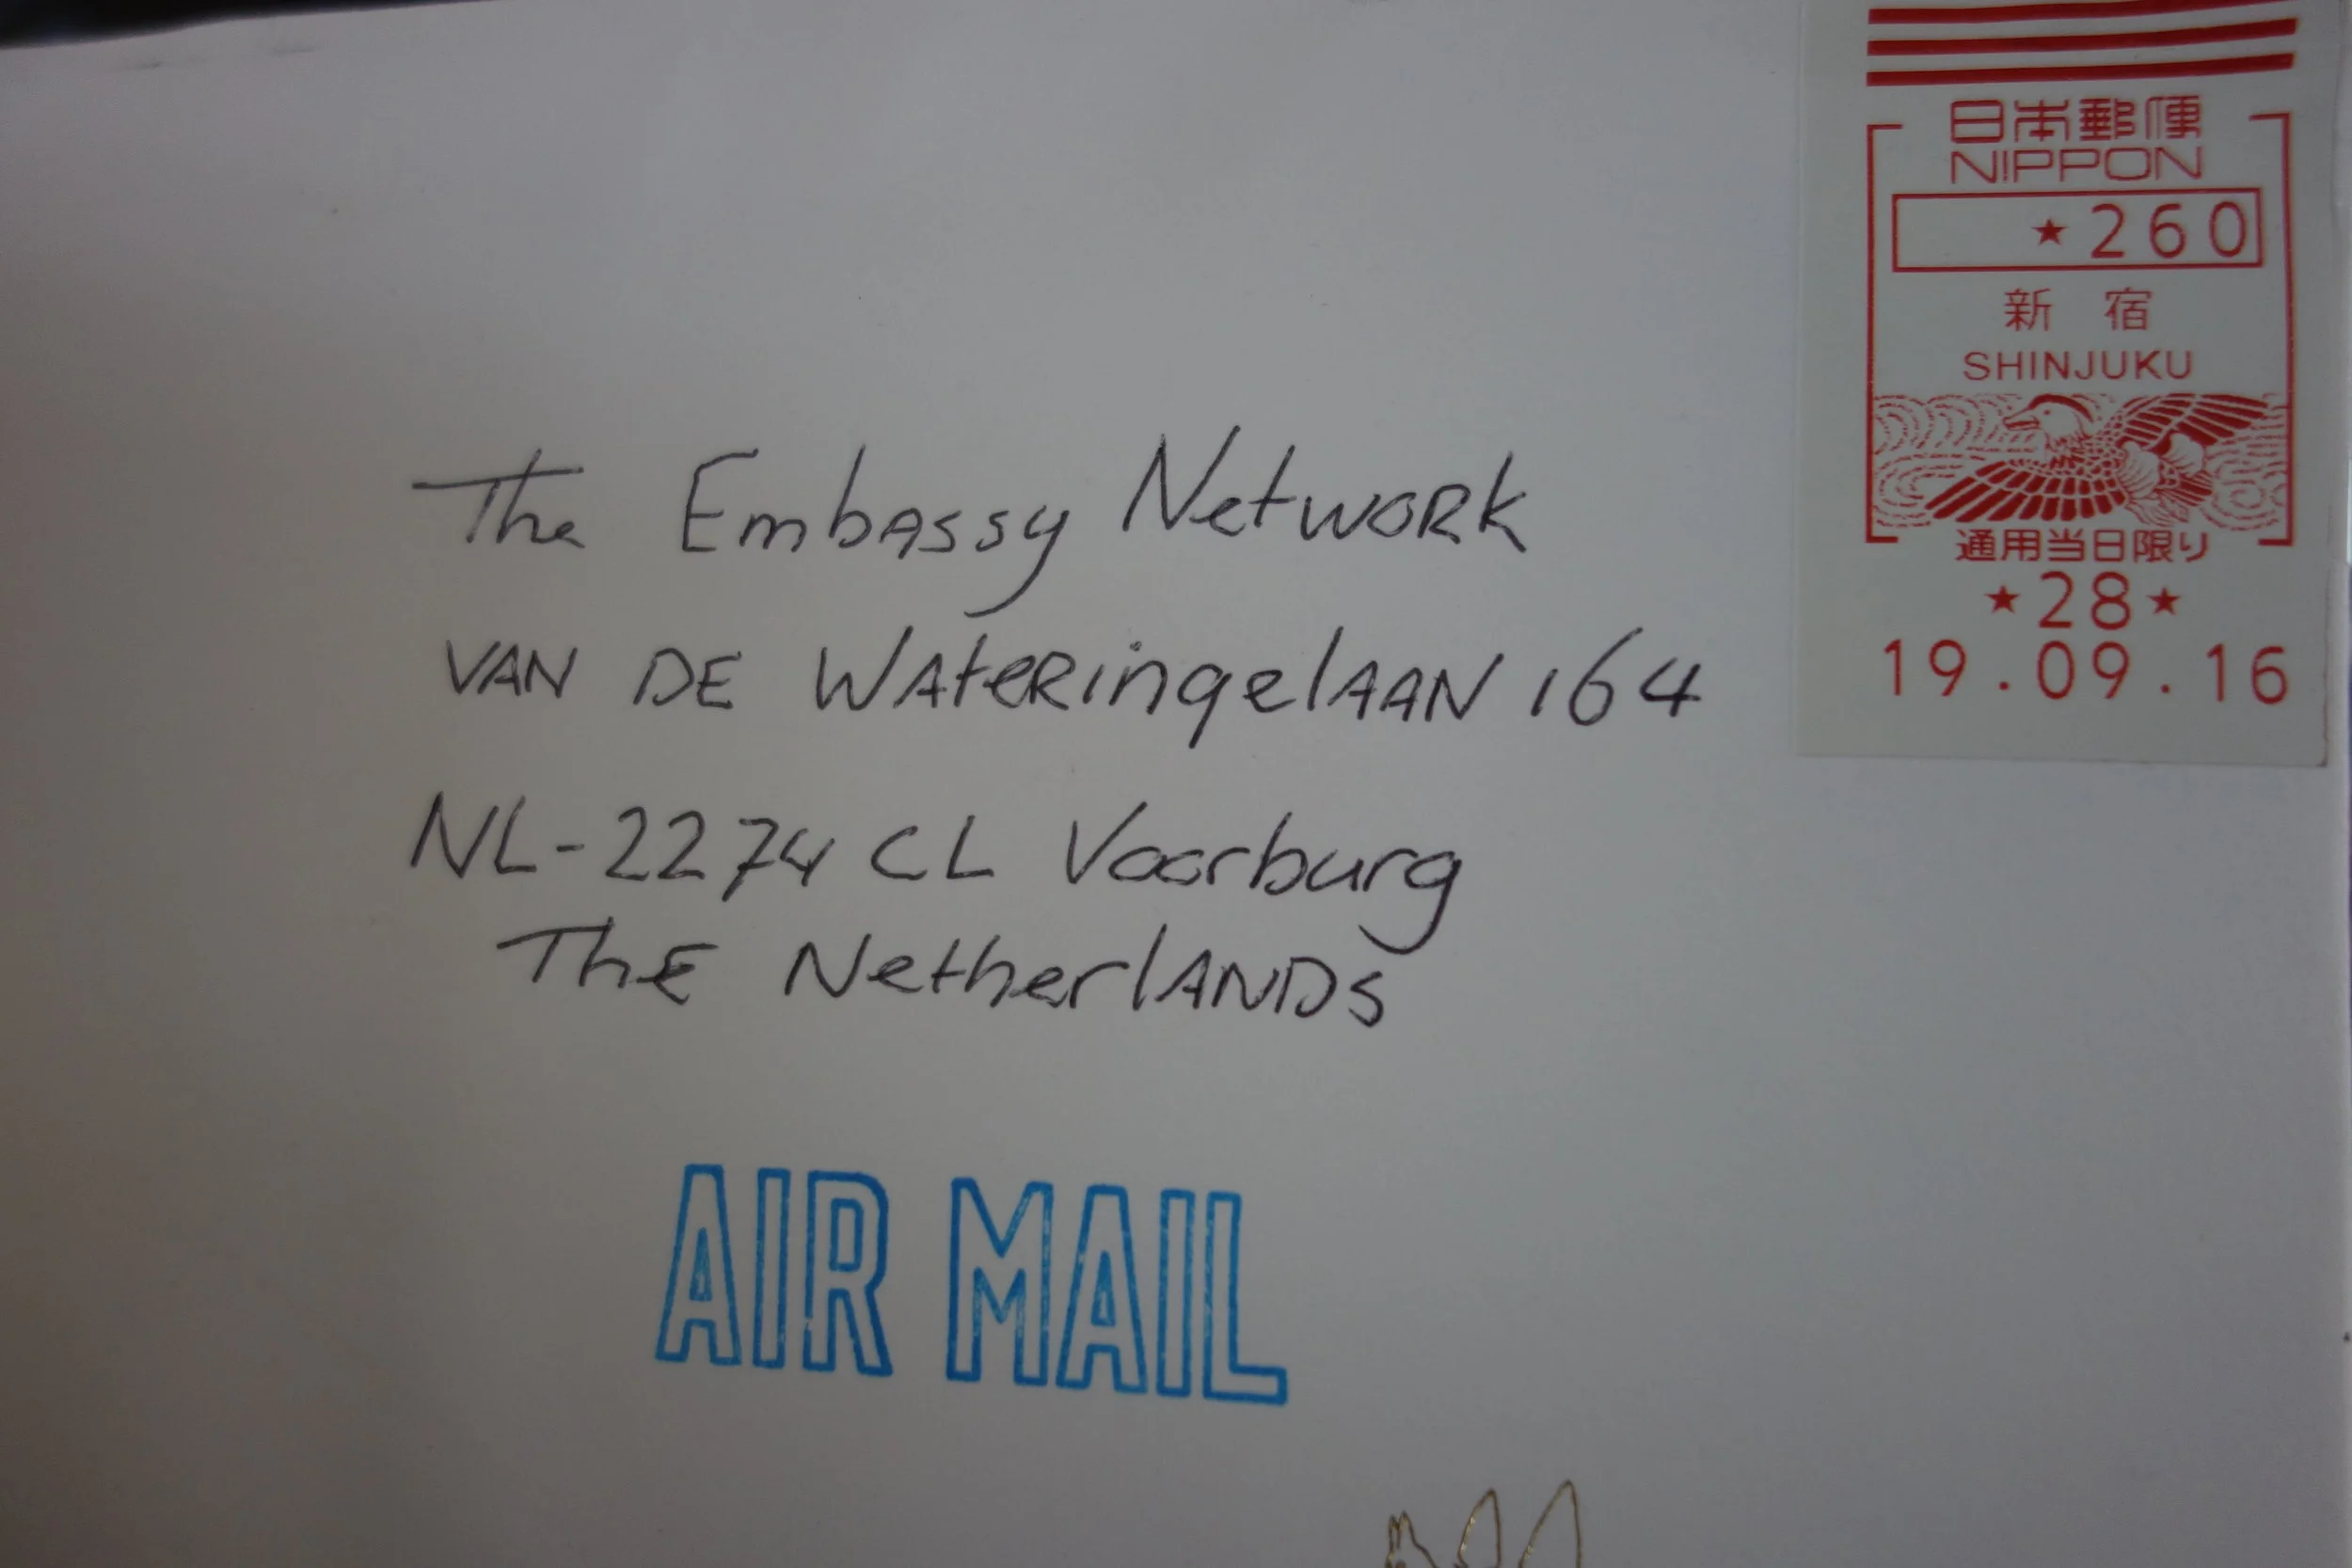 日本郵便
NIPPON
★260
新 宿
SHINJUKU
通用当日限り
★28★
19.09.16
The Embassy Network
VAN DE WateRingelAAN 164
NL-2274 CL Voorburg
The NetherlANDs
AIR MAIL